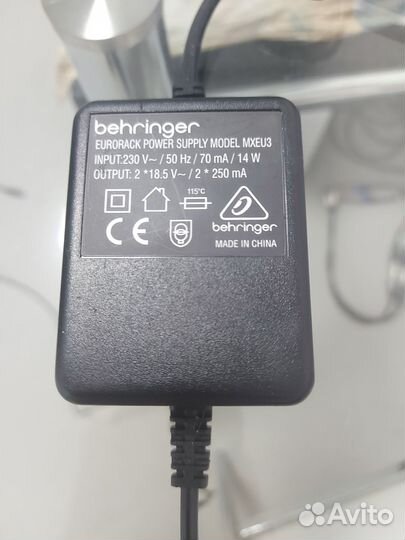 behringer
EURORACK POWER SUPPLY MODEL MXEU3
INPUT:230 V~ / 50 Hz / 70 mA / 14 W
OUTPUT: 2 *18.5 V~ / 2 * 250 mA
115°C
behringer
MADE IN CHINA
CE
Avito